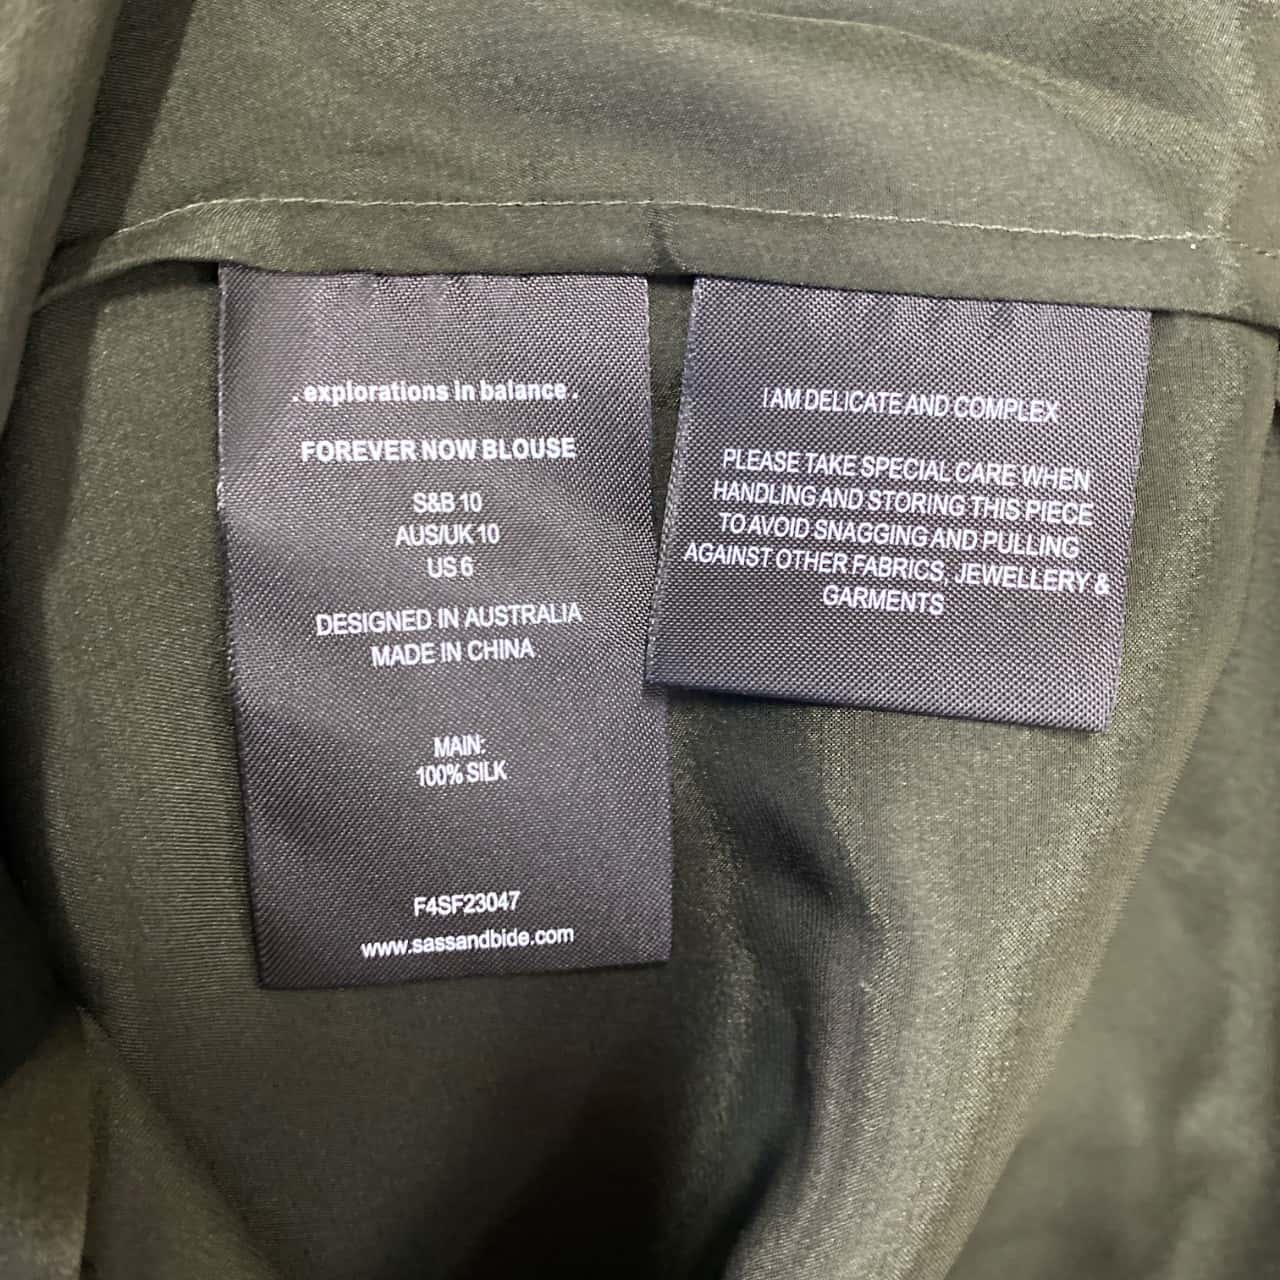 . explorations in balance .
FOREVER NOW BLOUSE
S&B 10
AUS/UK 10
US 6
DESIGNED IN AUSTRALIA
MADE IN CHINA
MAIN:
100% SILK
F4SF23047
www.sassandbide.com
I AM DELICATE AND COMPLEX
PLEASE TAKE SPECIAL CARE WHEN
HANDLING AND STORING THIS PIECE
TO AVOID SNAGGING AND PULLING
AGAINST OTHER FABRICS, JEWELLERY &
GARMENTS